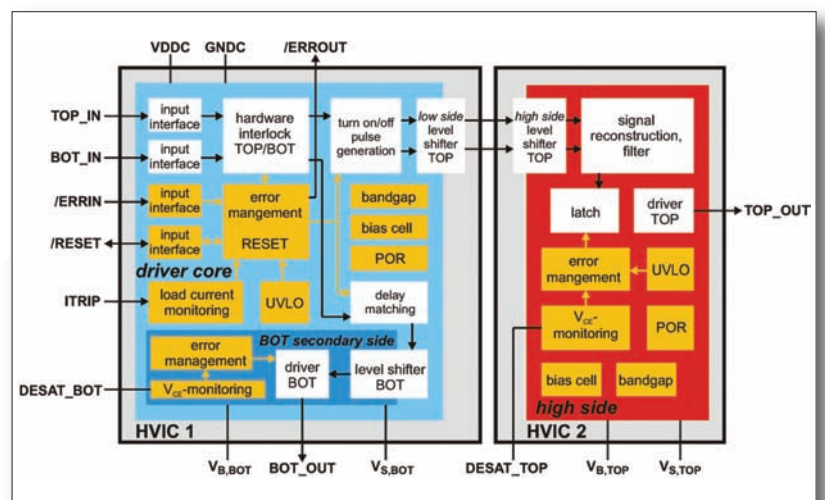 VDDC GNDC /ERROUT
TOP_IN
BOT_IN
/ERRIN
/RESET
ITRIP
DESAT_BOT
input interface
input interface
input interface
input interface
hardware interlock TOP/BOT
turn on/off pulse generation
low side level shifter TOP
error mangement
RESET
bandgap
bias cell
POR
driver core
load current monitoring
UVLO
delay matching
BOT secondary side
error management
VCE-monitoring
driver BOT
level shifter BOT
HVIC 1
VB,BOT BOT_OUT VS,BOT
high side level shifter TOP
signal reconstruction, filter
latch
driver TOP
TOP_OUT
error mangement
UVLO
VCE-monitoring
POR
bias cell
bandgap
high side
HVIC 2
DESAT_TOP VB,TOP VS,TOP